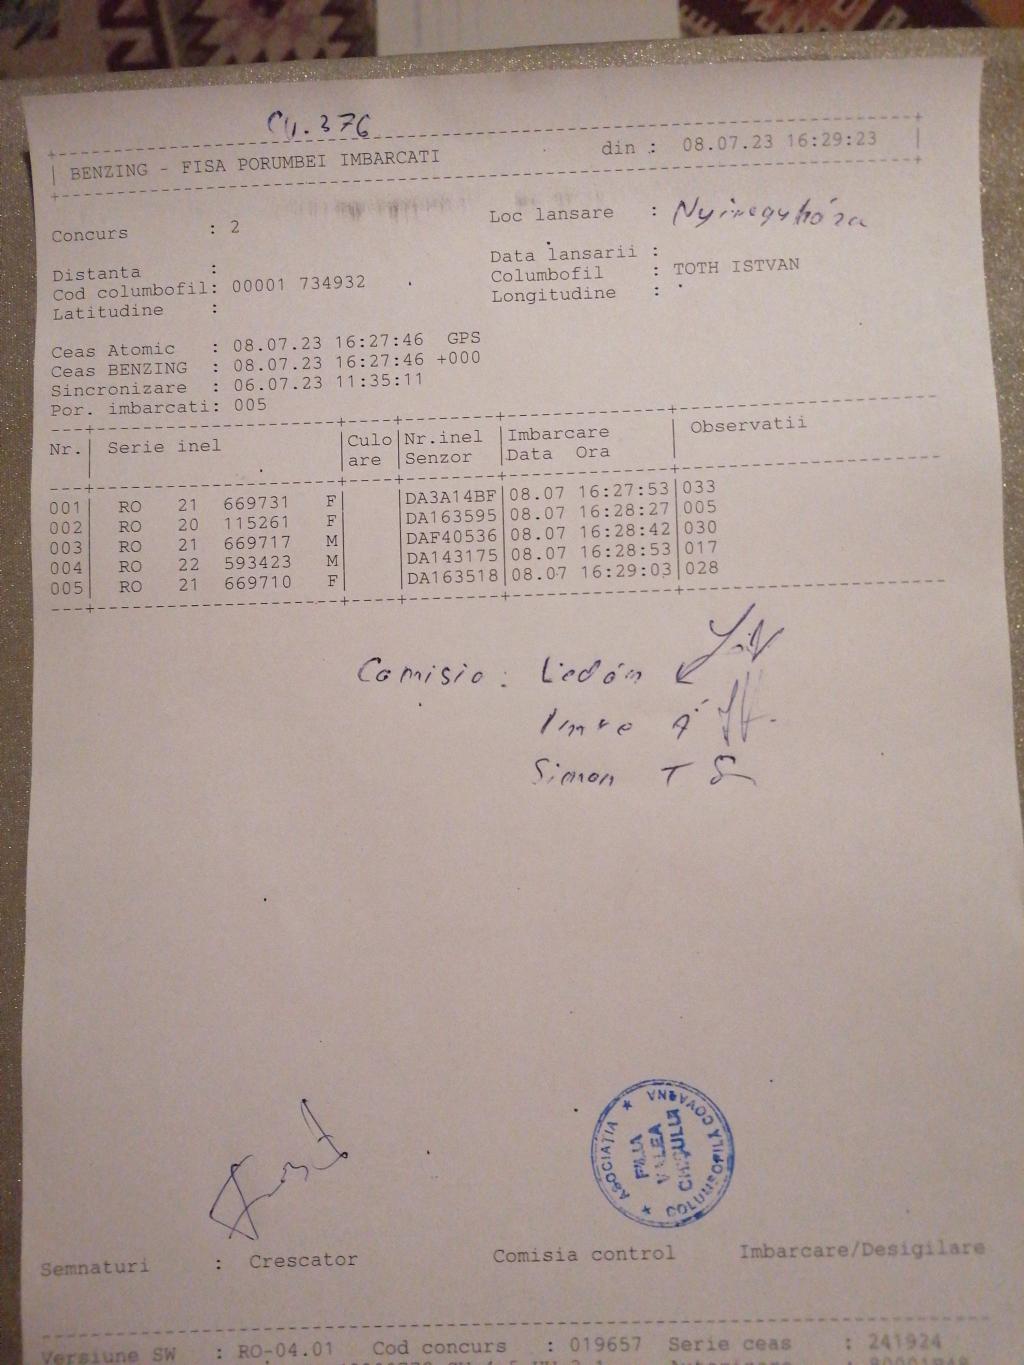 CU.376
BENZING - FISA PORUMBEI IMBARCATI din : 08.07.23 16:29:23
Concurs : 2 Loc lansare : Nyiregyháza
Distanta : Data lansarii :
Cod columbofil: 00001 734932 Columbofil : TOTH ISTVAN
Latitudine : Longitudine :
Ceas Atomic : 08.07.23 16:27:46 GPS
Ceas BENZING : 08.07.23 16:27:46 +000
Sincronizare : 06.07.23 11:35:11
Por. imbarcati: 005
Nr. Serie inel Culo Nr.inel Imbarcare Observatii
are Senzor Data Ora
001 RO 21 669731 F DA3A14BF 08.07 16:27:53 033
002 RO 20 115261 F DA163595 08.07 16:28:27 005
003 RO 21 669717 M DAF40536 08.07 16:28:42 030
004 RO 22 593423 M DA143175 08.07 16:28:53 017
005 RO 21 669710 F DA163518 08.07 16:29:03 028
Comisio:
Imre
Simon T
ASOCIATIA COLUMBOFILA COVASNA
FILIA
VALEA
Semnaturi : Crescator Comisia control Imbarcare/Desigilare
Versiune SW : RO-04.01 Cod concurs : 019657 Serie ceas : 241924